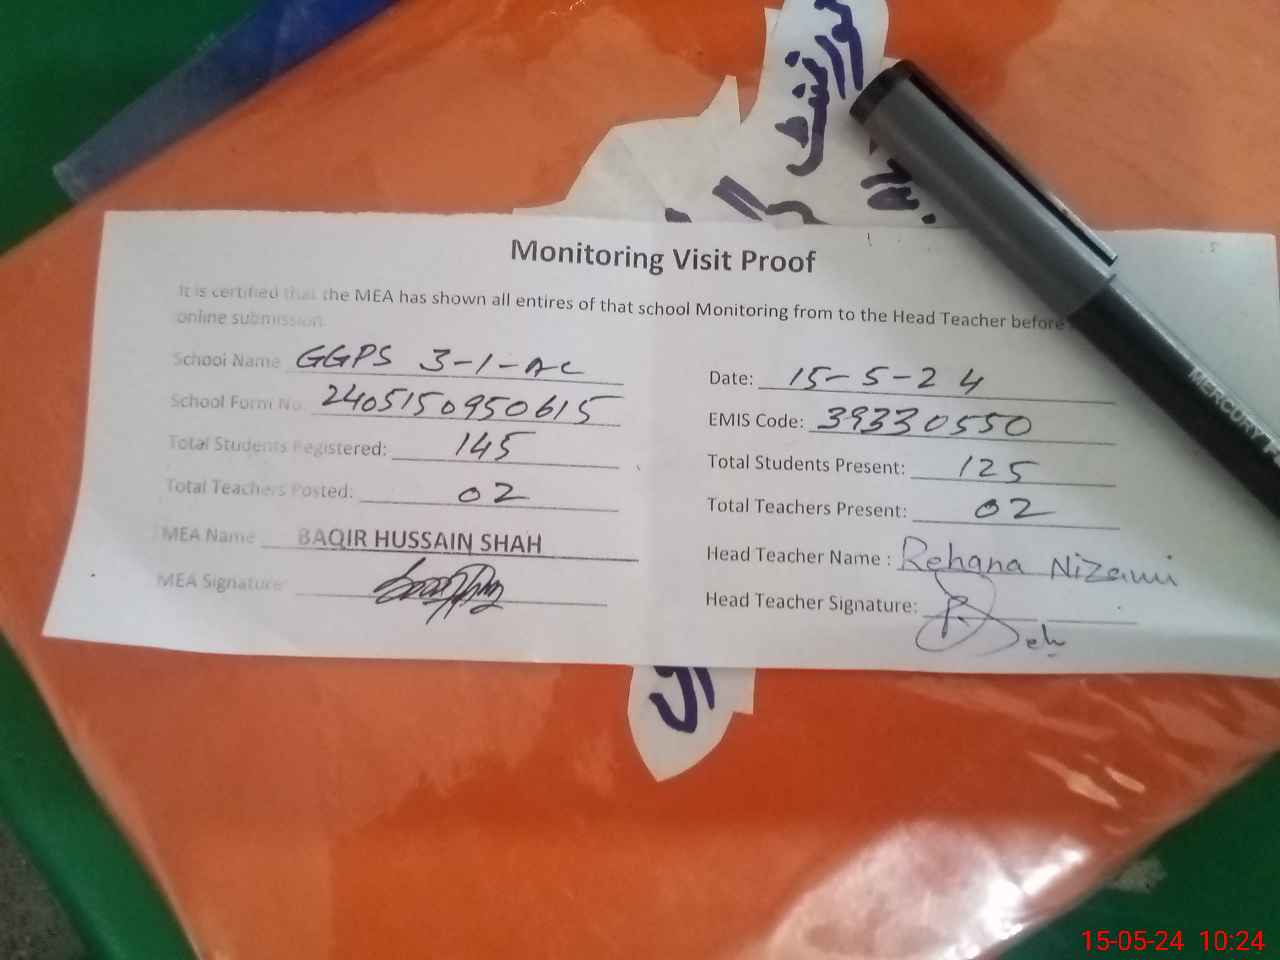 Monitoring Visit Proof
It is certified that the MEA has shown all entires of that school Monitoring from to the Head Teacher before
online submission.
School Name GGPS 3-1-AC
Date: 15-5-24
School Form No. 240515095 0615
EMIS Code: 39330550
Total Students Registered: 145
Total Students Present: 125
Total Teachers Posted: 02
Total Teachers Present: 02
MEA Name BAQIR HUSSAIN SHAH
Head Teacher Name : Rehana Nizami
MEA Signature
Head Teacher Signature:
MERCURY
15-05-24 10:24